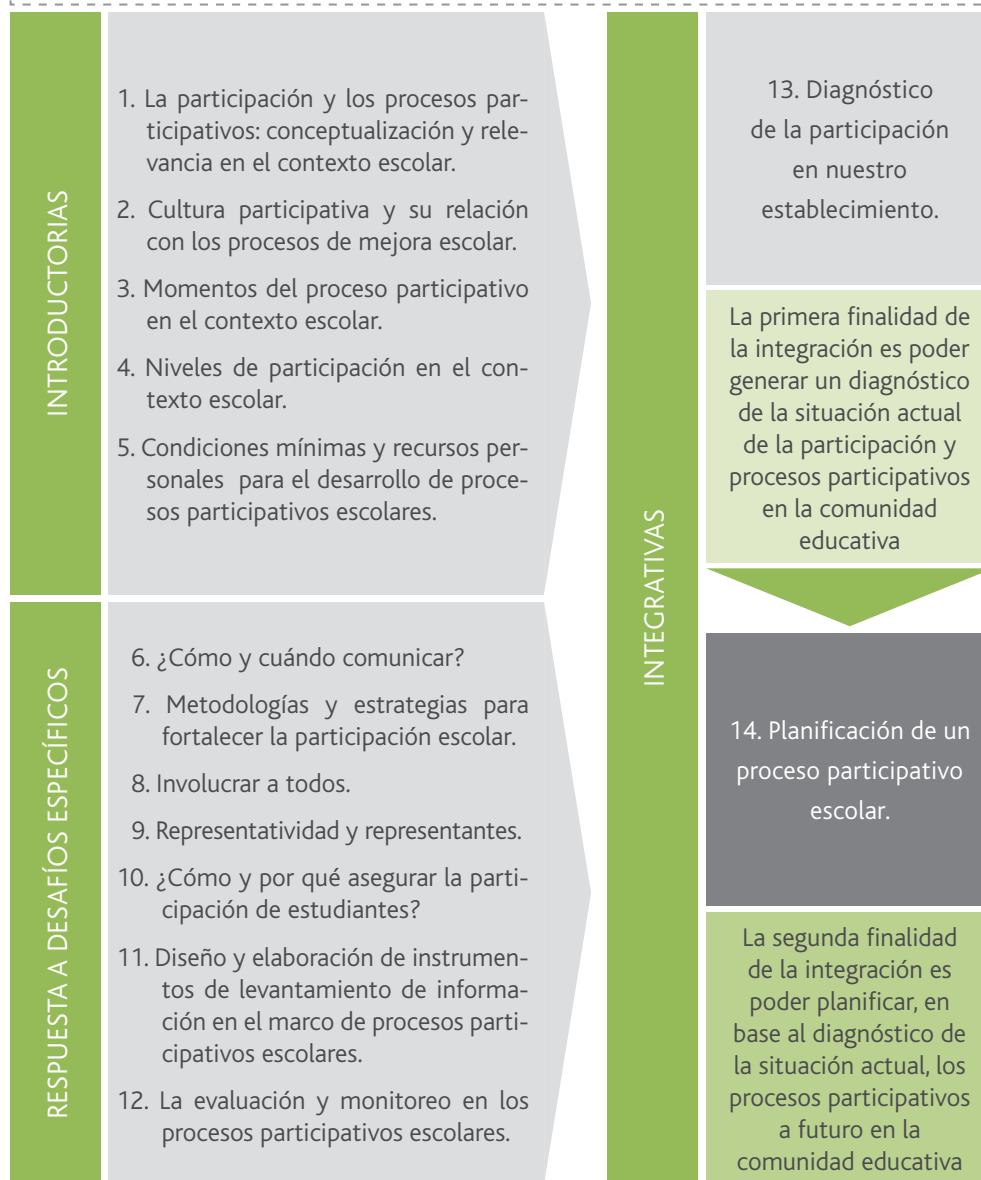 INTRODUCTORIAS
1. La participación y los procesos par-
ticipativos: conceptualización y rele-
vancia en el contexto escolar.
2. Cultura participativa y su relación
con los procesos de mejora escolar.
3. Momentos del proceso participativo
en el contexto escolar.
4. Niveles de participación en el con-
texto escolar.
5. Condiciones mínimas y recursos per-
sonales para el desarrollo de proce-
sos participativos escolares.
RESPUESTA A DESAFÍOS ESPECÍFICOS
6. ¿Cómo y cuándo comunicar?
7. Metodologías y estrategias para
fortalecer la participación escolar.
8. Involucrar a todos.
9. Representatividad y representantes.
10. ¿Cómo y por qué asegurar la parti-
cipación de estudiantes?
11. Diseño y elaboración de instrumen-
tos de levantamiento de informa-
ción en el marco de procesos parti-
cipativos escolares.
12. La evaluación y monitoreo en los
procesos participativos escolares.
INTEGRATIVAS
13. Diagnóstico
de la participación
en nuestro
establecimiento.
La primera finalidad de
la integración es poder
generar un diagnóstico
de la situación actual
de la participación y
procesos participativos
en la comunidad
educativa
14. Planificación de un
proceso participativo
escolar.
La segunda finalidad
de la integración es
poder planificar, en
base al diagnóstico de
la situación actual, los
procesos participativos
a futuro en la
comunidad educativa